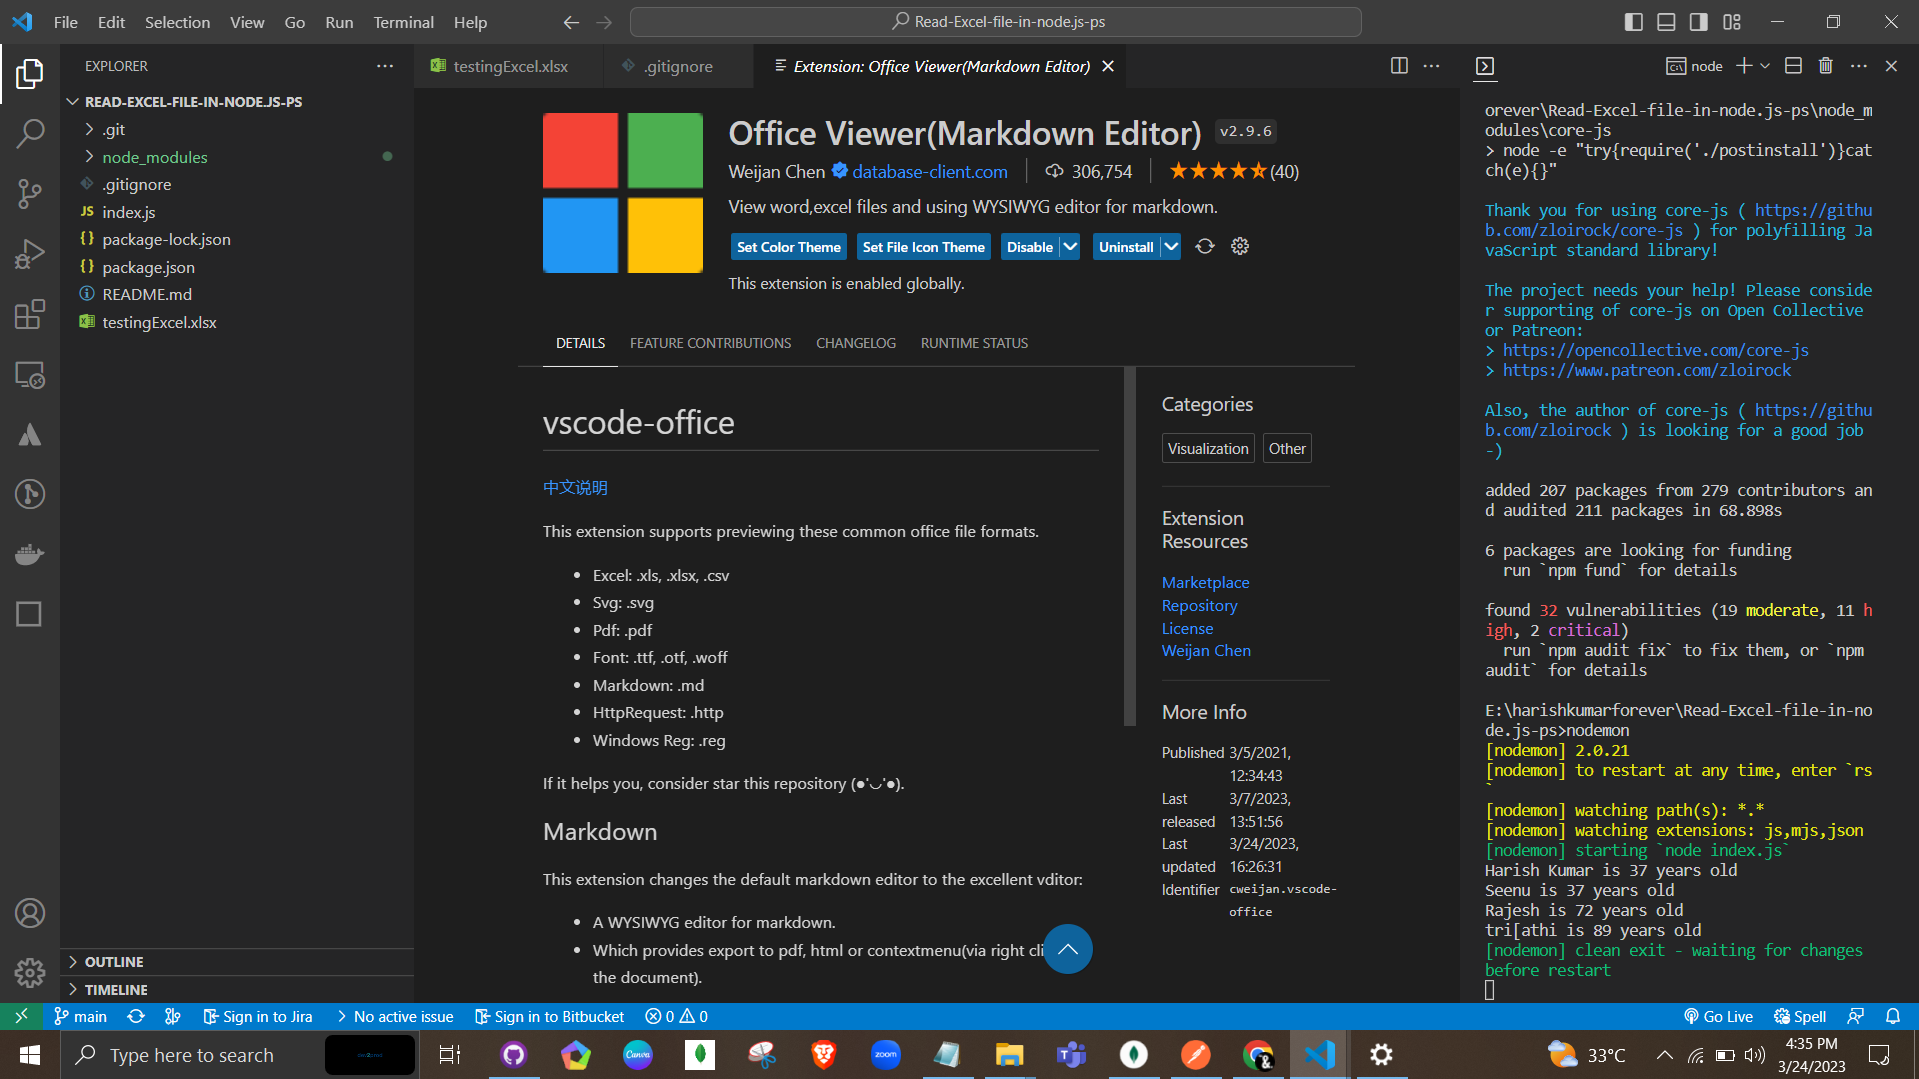 File Edit Selection View Go Run Terminal Help
Read-Excel-file-in-node.js-ps
EXPLORER
READ-EXCEL-FILE-IN-NODE.JS-PS
.git
node_modules
.gitignore
JS index.js
{} package-lock.json
{} package.json
README.md
testingExcel.xlsx
OUTLINE
TIMELINE
testingExcel.xlsx
.gitignore
Extension: Office Viewer(Markdown Editor)
Office Viewer(Markdown Editor) v2.9.6
Weijan Chen database-client.com 306,754 (40)
View word,excel files and using WYSIWYG editor for markdown.
Set Color Theme Set File Icon Theme Disable Uninstall
This extension is enabled globally.
DETAILS FEATURE CONTRIBUTIONS CHANGELOG RUNTIME STATUS
vscode-office
中文说明
This extension supports previewing these common office file formats.
• Excel: .xls, .xlsx, .csv
• Svg: .svg
• Pdf: .pdf
• Font: .ttf, .otf, .woff
• Markdown: .md
• HttpRequest: .http
• Windows Reg: .reg
If it helps you, consider star this repository (●'◡'●).
Markdown
This extension changes the default markdown editor to the excellent vditor:
• A WYSIWYG editor for markdown.
• Which provides export to pdf, html or contextmenu(via right cli
the document).
Categories
Visualization Other
Extension
Resources
Marketplace
Repository
License
Weijan Chen
More Info
Published 3/5/2021,
12:34:43
Last 3/7/2023,
released 13:51:56
Last 3/24/2023,
updated 16:26:31
Identifier cweijan.vscode-
office
node
orever\Read-Excel-file-in-node.js-ps\node_m
odules\core-js
> node -e "try{require('./postinstall')}cat
ch(e){}"
Thank you for using core-js ( https://githu
b.com/zloirock/core-js ) for polyfilling Ja
vaScript standard library!
The project needs your help! Please conside
r supporting of core-js on Open Collective
or Patreon:
> https://opencollective.com/core-js
> https://www.patreon.com/zloirock
Also, the author of core-js ( https://githu
b.com/zloirock ) is looking for a good job
-)
added 207 packages from 279 contributors an
d audited 211 packages in 68.898s
6 packages are looking for funding
run `npm fund` for details
found 32 vulnerabilities (19 moderate, 11 h
igh, 2 critical)
run `npm audit fix` to fix them, or `npm
audit` for details
E:\harishkumarforever\Read-Excel-file-in-no
de.js-ps>nodemon
[nodemon] 2.0.21
[nodemon] to restart at any time, enter `rs
`
[nodemon] watching path(s): *.*
[nodemon] watching extensions: js,mjs,json
[nodemon] starting `node index.js`
Harish Kumar is 37 years old
Seenu is 37 years old
Rajesh is 72 years old
tri[athi is 89 years old
[nodemon] clean exit - waiting for changes
before restart
main Sign in to Jira No active issue Sign in to Bitbucket 0 0 Go Live Spell
Type here to search
Canva
zoom
33°C
4:35 PM
3/24/2023